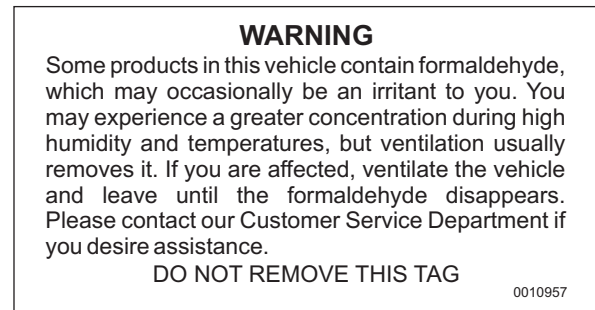 WARNING
Some products in this vehicle contain formaldehyde,
which may occasionally be an irritant to you. You
may experience a greater concentration during high
humidity and temperatures, but ventilation usually
removes it. If you are affected, ventilate the vehicle
and leave until the formaldehyde disappears.
Please contact our Customer Service Department if
you desire assistance.
DO NOT REMOVE THIS TAG
0010957